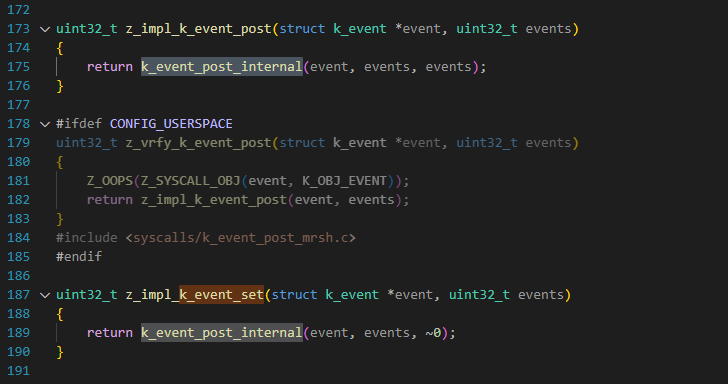 172
173 uint32_t z_impl_k_event_post(struct k_event *event, uint32_t events)
174 {
175     return k_event_post_internal(event, events, events);
176 }
177
178 #ifdef CONFIG_USERSPACE
179 uint32_t z_vrfy_k_event_post(struct k_event *event, uint32_t events)
180 {
181     Z_OOPS(Z_SYSCALL_OBJ(event, K_OBJ_EVENT));
182     return z_impl_k_event_post(event, events);
183 }
184 #include <syscalls/k_event_post_mrsh.c>
185 #endif
186
187 uint32_t z_impl_k_event_set(struct k_event *event, uint32_t events)
188 {
189     return k_event_post_internal(event, events, ~0);
190 }
191